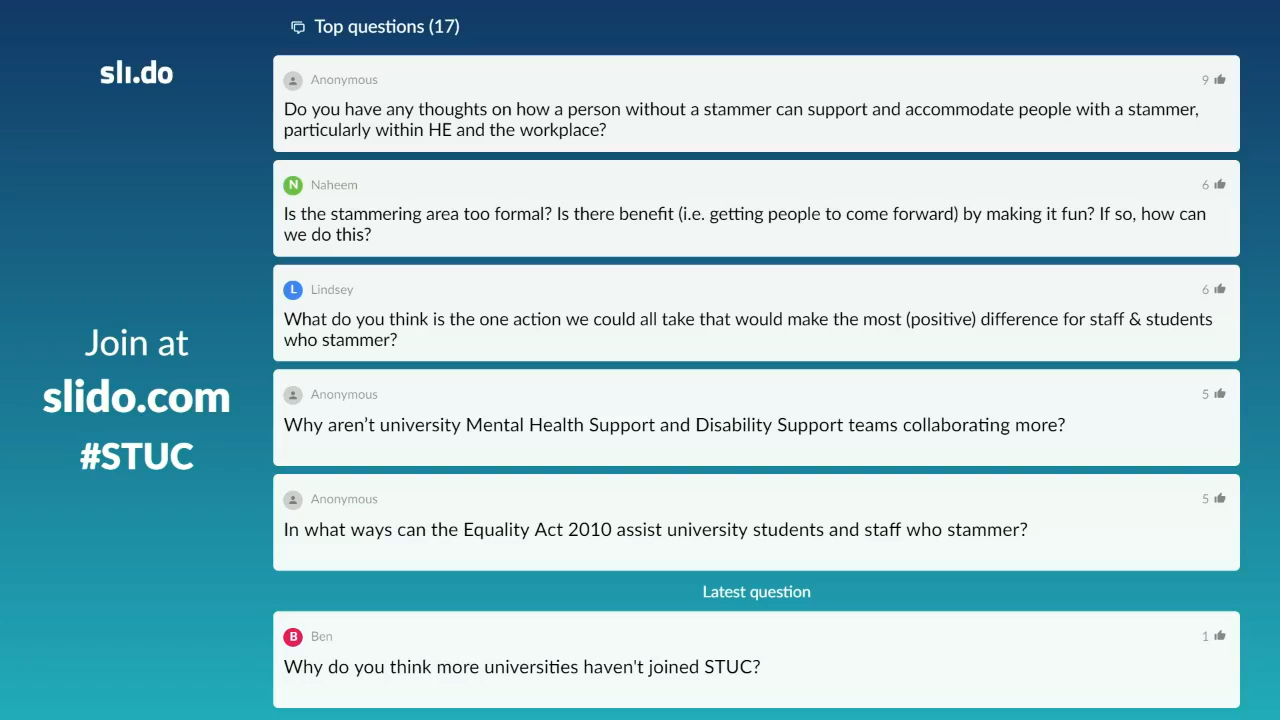 Top questions (17)
sli.do
Anonymous
9
Do you have any thoughts on how a person without a stammer can support and accommodate people with a stammer,
particularly within HE and the workplace?
N Naheem
6
Is the stammering area too formal? Is there benefit (i.e. getting people to come forward) by making it fun? If so, how can
we do this?
L Lindsey
6
What do you think is the one action we could all take that would make the most (positive) difference for staff & students
who stammer?
Join at
slido.com
#STUC
Anonymous
5
Why aren’t university Mental Health Support and Disability Support teams collaborating more?
Anonymous
5
In what ways can the Equality Act 2010 assist university students and staff who stammer?
Latest question
B Ben
1
Why do you think more universities haven't joined STUC?